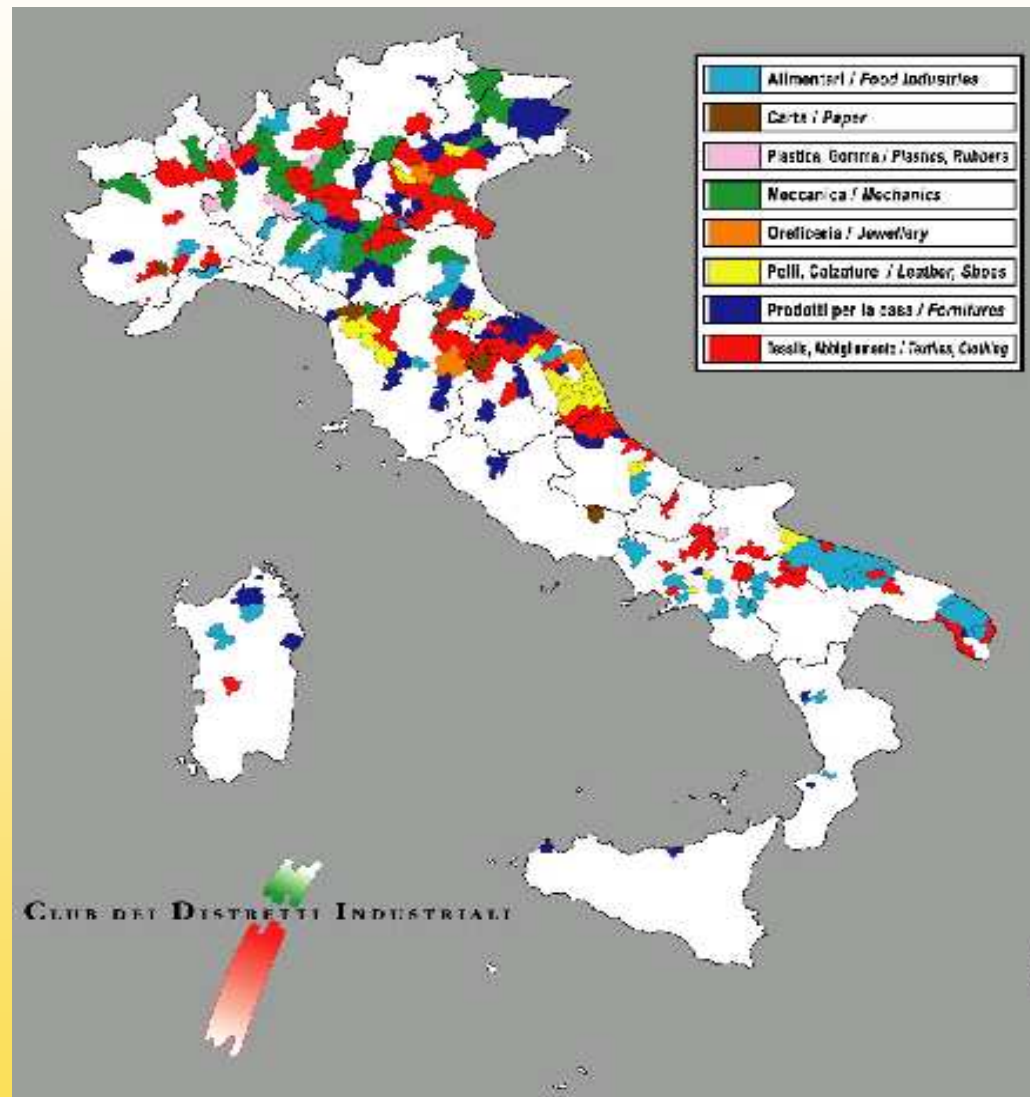 Alimentari / Food Industries
Carta / Paper
Plastica, Gomma / Plastics, Rubbers
Meccanica / Mechanics
Oreficeria / Jewellery
Pelli, Calzature / Leather, Shoes
Prodotti per la casa / Fornitures
Tessile, Abbigliamento / Textiles, Clothing
CLUB DEI DISTRETTI INDUSTRIALI